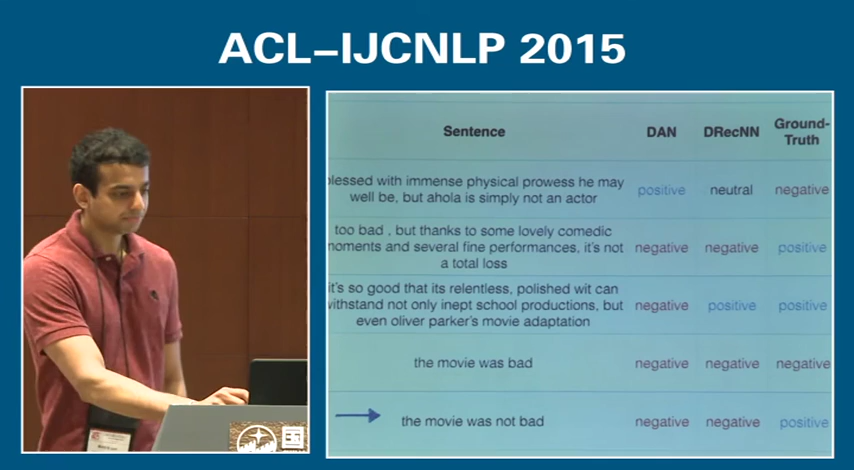 ACL–IJCNLP 2015
Sentence DAN DRecNN Ground-
Truth
blessed with immense physical prowess he may
well be, but ahola is simply not an actor positive neutral negative
too bad , but thanks to some lovely comedic
moments and several fine performances, it's not
a total loss negative negative positive
it's so good that its relentless, polished wit can
withstand not only inept school productions, but
even oliver parker's movie adaptation negative positive positive
the movie was bad negative negative negative
the movie was not bad negative negative positive